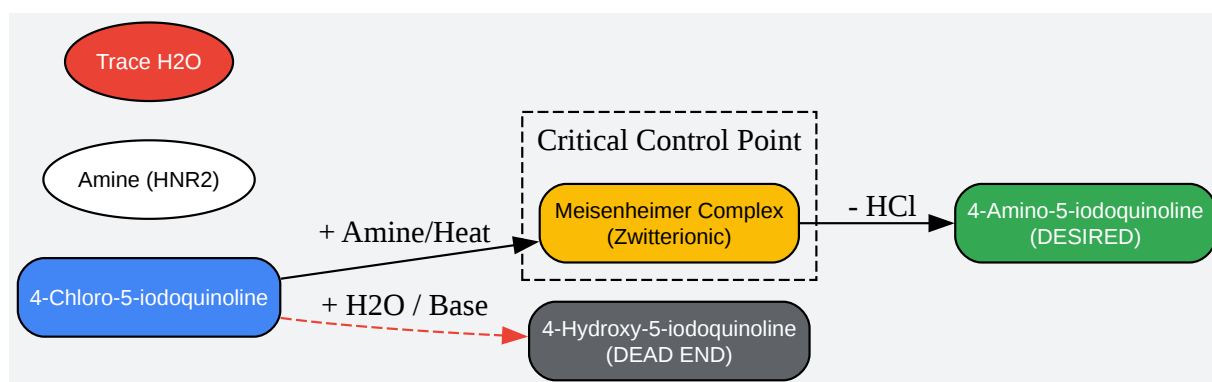 Trace H2O
Critical Control Point
Amine (HNR2)
Meisenheimer Complex
(Zwitterionic)
- HCl
4-Amino-5-iodoquinoline
(DESIRED)
+ Amine/Heat
4-Chloro-5-iodoquinoline
+ H2O / Base
4-Hydroxy-5-iodoquinoline
(DEAD END)